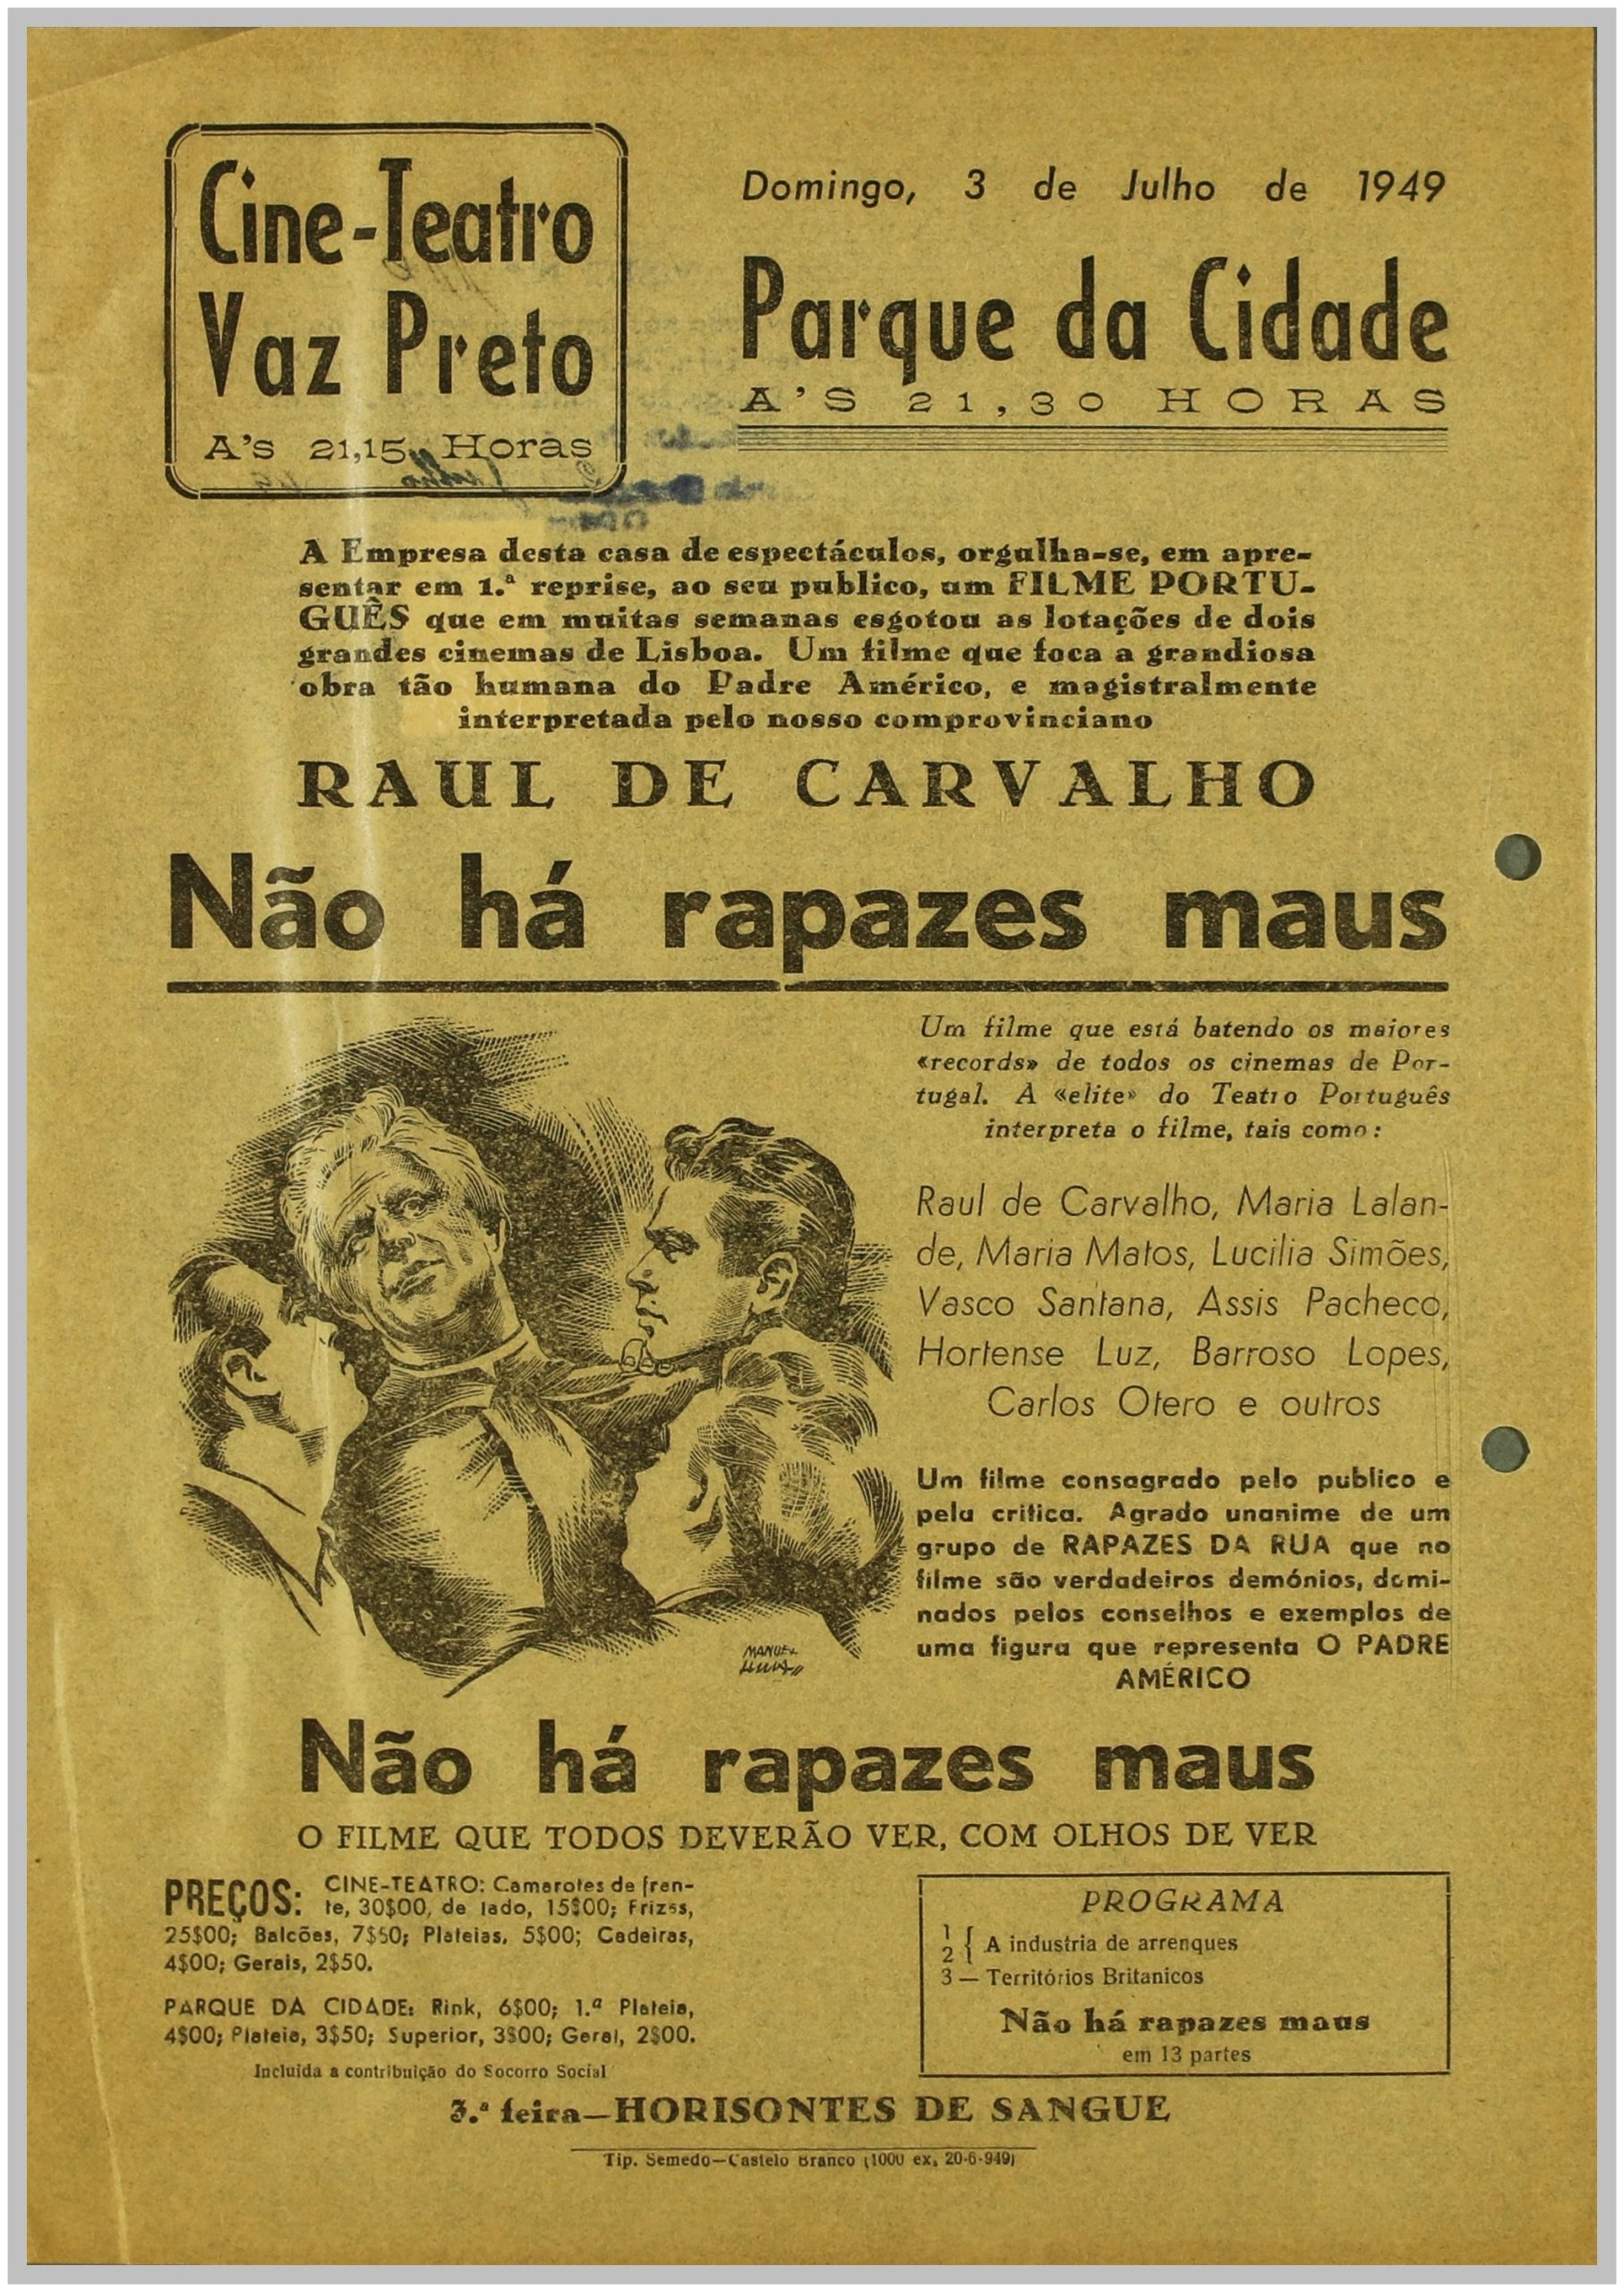 Cine-Teatro
Vaz Preto
A's 21,15 Horas
Domingo, 3 de Julho de 1949
Parque da Cidade
A'S 21,30 HORAS
A Empresa desta casa de espectáculos, orgulha-se, em apre-
sentar em 1.ª reprise, ao seu publico, um FILME PORTU-
GUÊS que em muitas semanas esgotou as lotações de dois
grandes cinemas de Lisboa. Um filme que foca a grandiosa
obra tão humana do Padre Américo, e magistralmente
interpretada pelo nosso comprovinciano
RAUL DE CARVALHO
Não há rapazes maus
Um filme que está batendo os maiores
«records» de todos os cinemas de Por-
tugal. A «elite» do Teatro Português
interpreta o filme, tais como:
Raul de Carvalho, Maria Lalan-
de, Maria Matos, Lucilia Simões,
Vasco Santana, Assis Pacheco,
Hortense Luz, Barroso Lopes,
Carlos Otero e outros
Um filme consagrado pelo publico e
pela critica. Agrado unanime de um
grupo de RAPAZES DA RUA que no
filme são verdadeiros demónios, domi-
nados pelos conselhos e exemplos de
uma figura que representa O PADRE
AMÉRICO
MANUEL
Não há rapazes maus
O FILME QUE TODOS DEVERÃO VER, COM OLHOS DE VER
PREÇOS: CINE-TEATRO: Camarotes de fren-
te, 30$00, de lado, 15$00; Frizas,
25$00; Balcões, 7$50; Plateias, 5$00; Cadeiras,
4$00; Gerais, 2$50.
PARQUE DA CIDADE: Rink, 6$00; 1.ª Plateia,
4$00; Plateia, 3$50; Superior, 3$00; Geral, 2$00.
Incluida a contribuição do Socorro Social
PROGRAMA
1
2 { A industria de arrenques
3 — Territórios Britanicos
Não há rapazes maus
em 13 partes
3.ª feira—HORISONTES DE SANGUE
Tip. Semedo—Castelo Branco (1000 ex. 20-6-949)